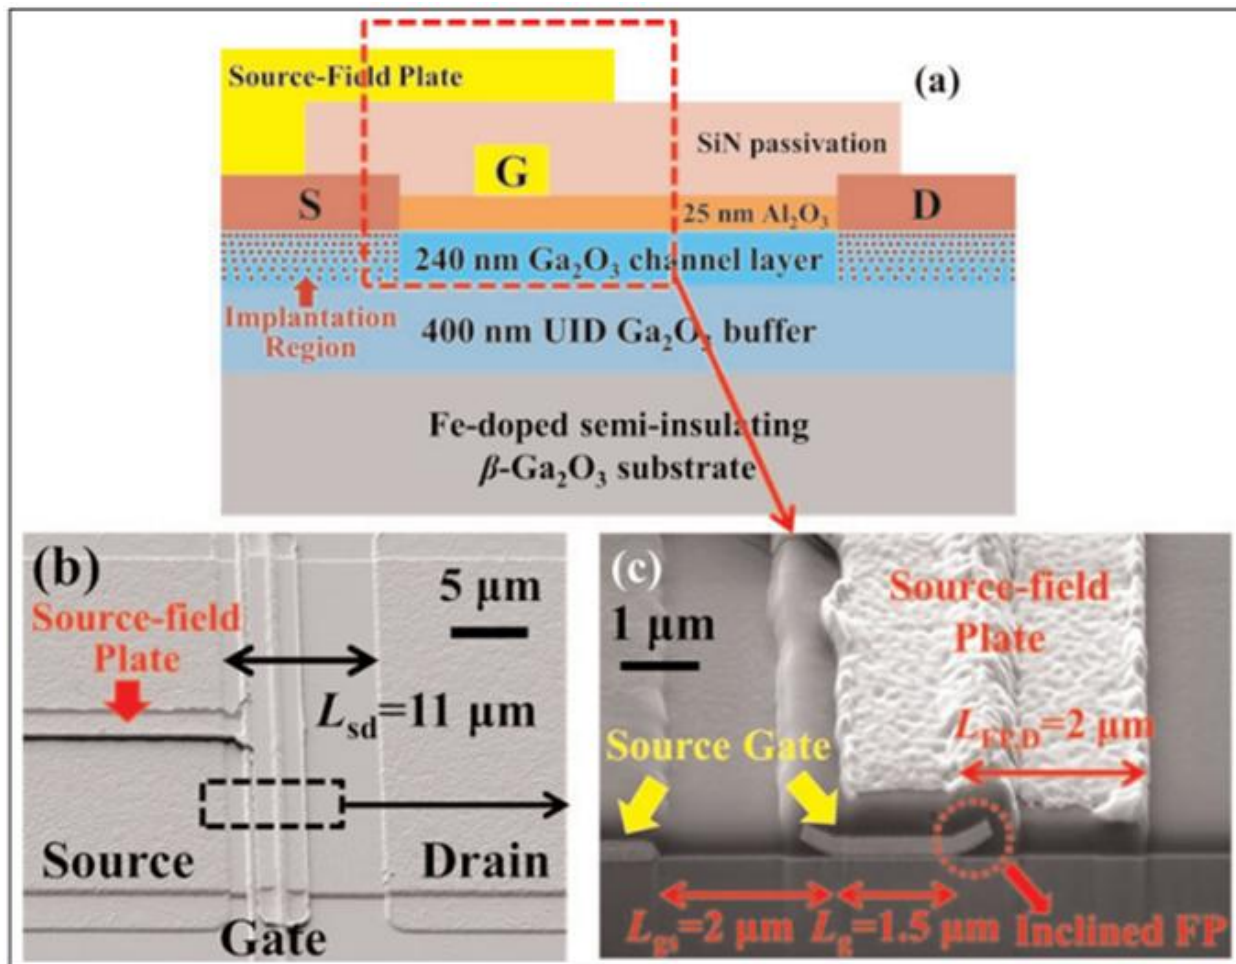 Source-Field Plate
(a)
SiN passivation
G
S
25 nm Al₂O₃
D
240 nm Ga₂O₃ channel layer
Implantation
Region
400 nm UID Ga₂O₃ buffer
Fe-doped semi-insulating
β-Ga₂O₃ substrate
(b)
5 μm
Source-field
Plate
Lsd=11 μm
Source
Drain
Gate
(c)
1 μm
Source-field
Plate
LFP,D=2 μm
Source Gate
Lgs=2 μm
Lg=1.5 μm
Inclined FP